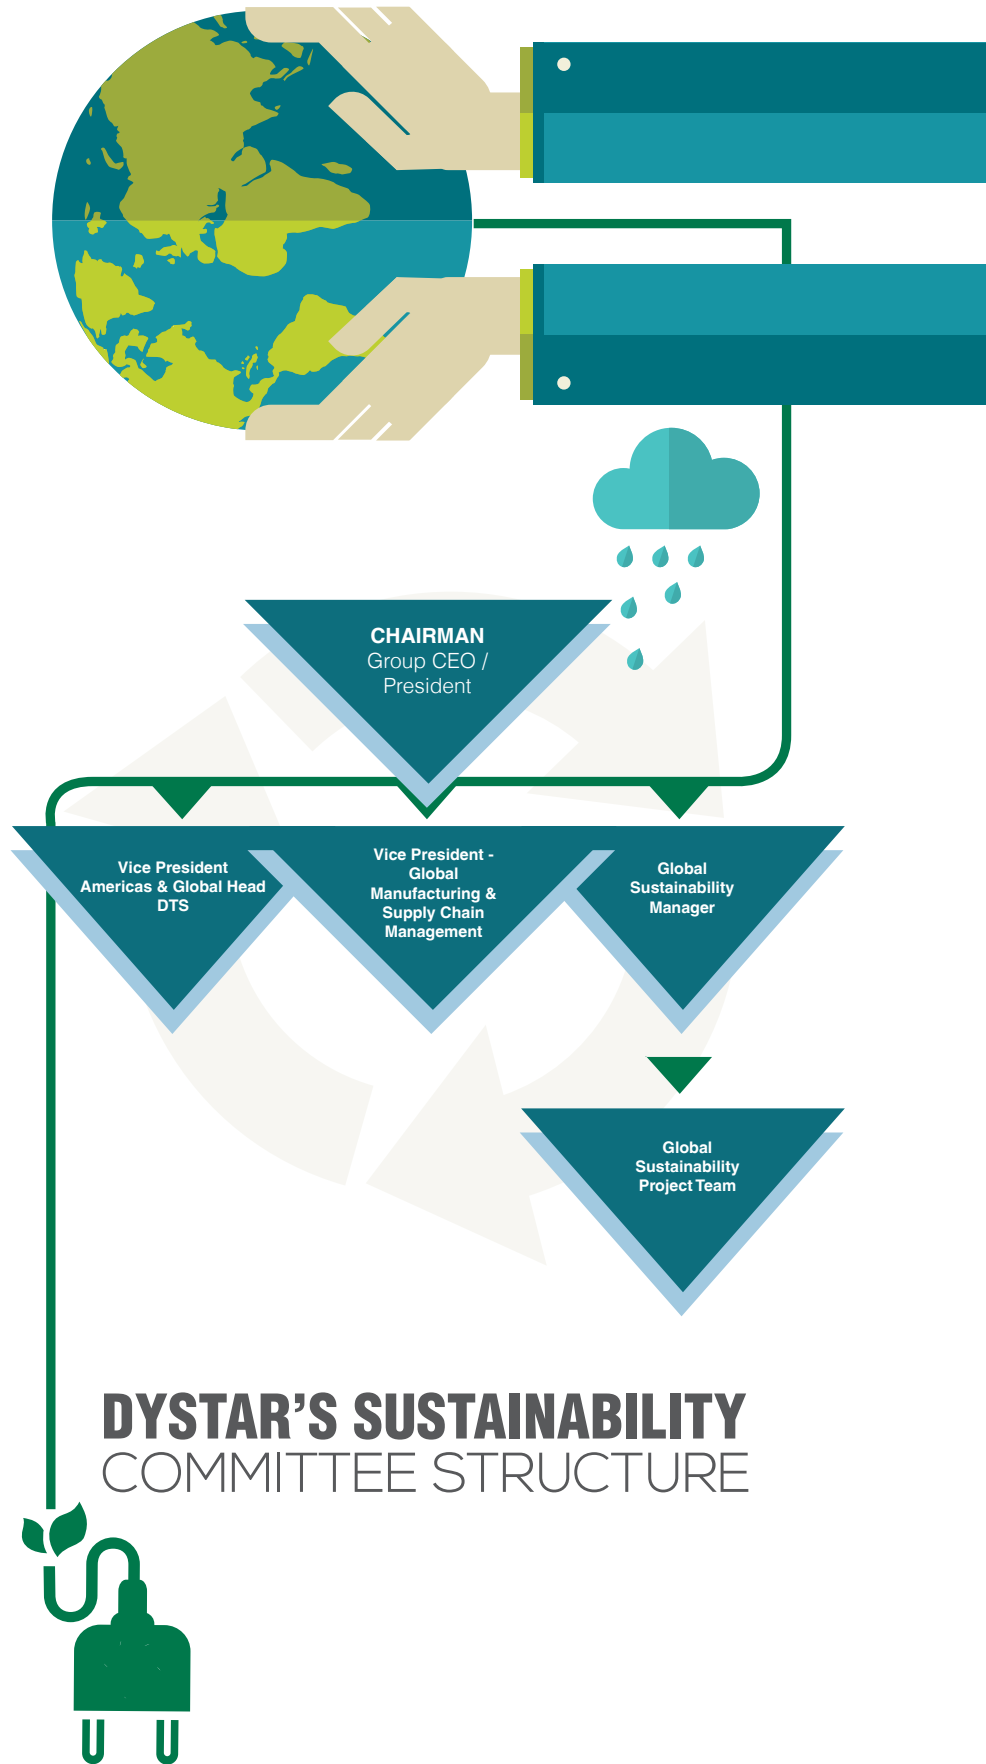 CHAIRMAN
Group CEO /
President
Vice President
Americas & Global Head
DTS
Vice President -
Global
Manufacturing &
Supply Chain
Management
Global
Sustainability
Manager
Global
Sustainability
Project Team
DYSTAR'S SUSTAINABILITY
COMMITTEE STRUCTURE